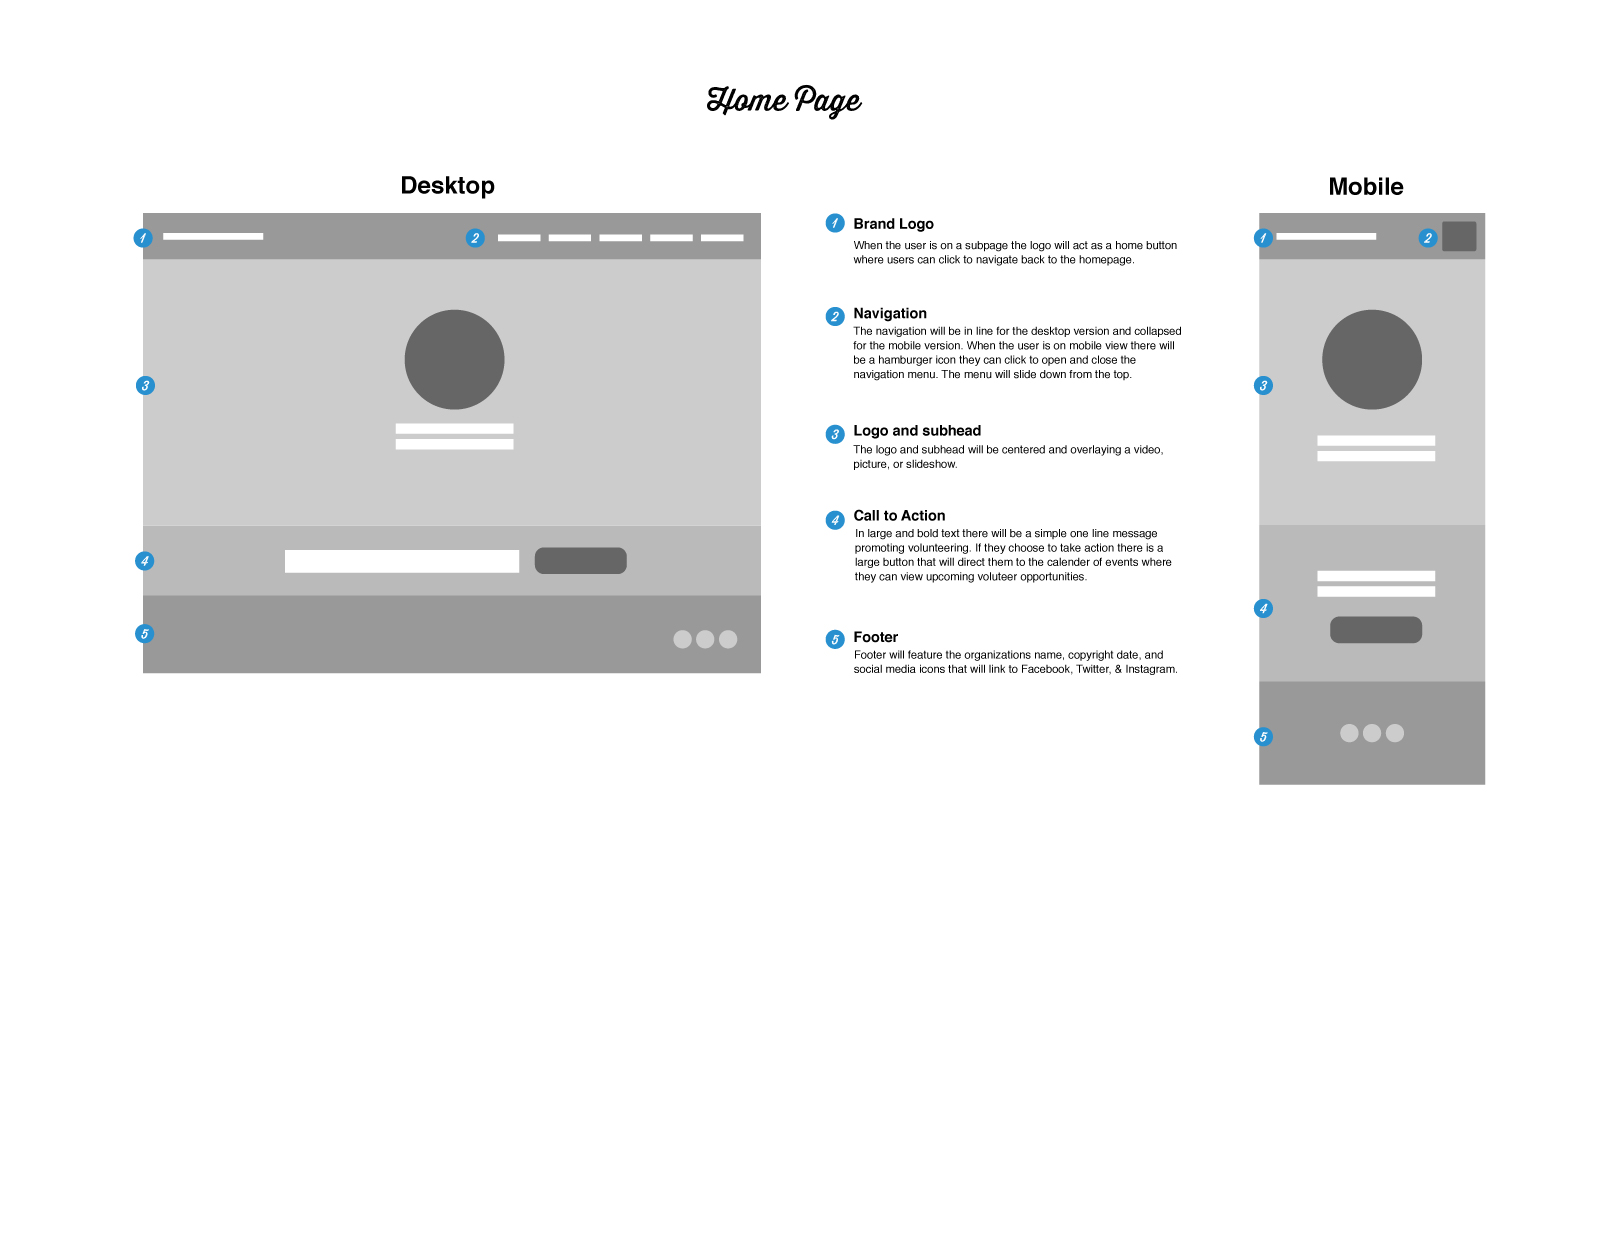 Home Page
Desktop
1
2
3
4
5
1 Brand Logo
When the user is on a subpage the logo will act as a home button
where users can click to navigate back to the homepage.
2 Navigation
The navigation will be in line for the desktop version and collapsed
for the mobile version. When the user is on mobile view there will
be a hamburger icon they can click to open and close the
navigation menu. The menu will slide down from the top.
3 Logo and subhead
The logo and subhead will be centered and overlaying a video,
picture, or slideshow.
4 Call to Action
In large and bold text there will be a simple one line message
promoting volunteering. If they choose to take action there is a
large button that will direct them to the calender of events where
they can view upcoming voluteer opportunities.
5 Footer
Footer will feature the organizations name, copyright date, and
social media icons that will link to Facebook, Twitter, & Instagram.
Mobile
1
2
3
4
5